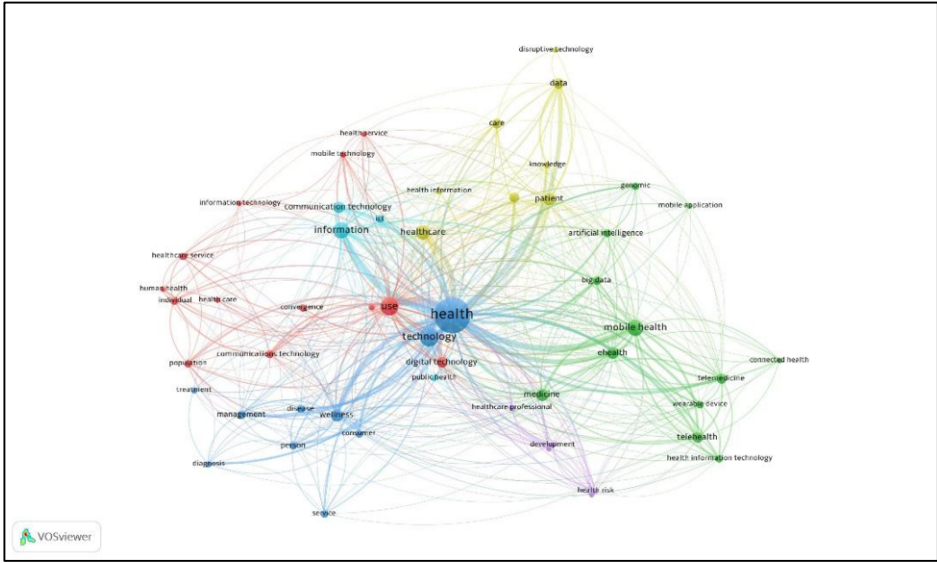 disruptive technology
data
care
health service
mobile technology
knowledge
health information
patient
genomic
information technology
communication technology
mobile application
information
healthcare
artificial intelligence
healthcare service
big data
human health
individual
health care
convergence
use
health
mobile health
technology
ehealth
communications technology
digital technology
connected health
population
public health
telemedicine
treatment
medicine
wearable device
disease
healthcare professional
management
wellness
consumer
telehealth
person
development
diagnosis
health information technology
health risk
service
VOSviewer